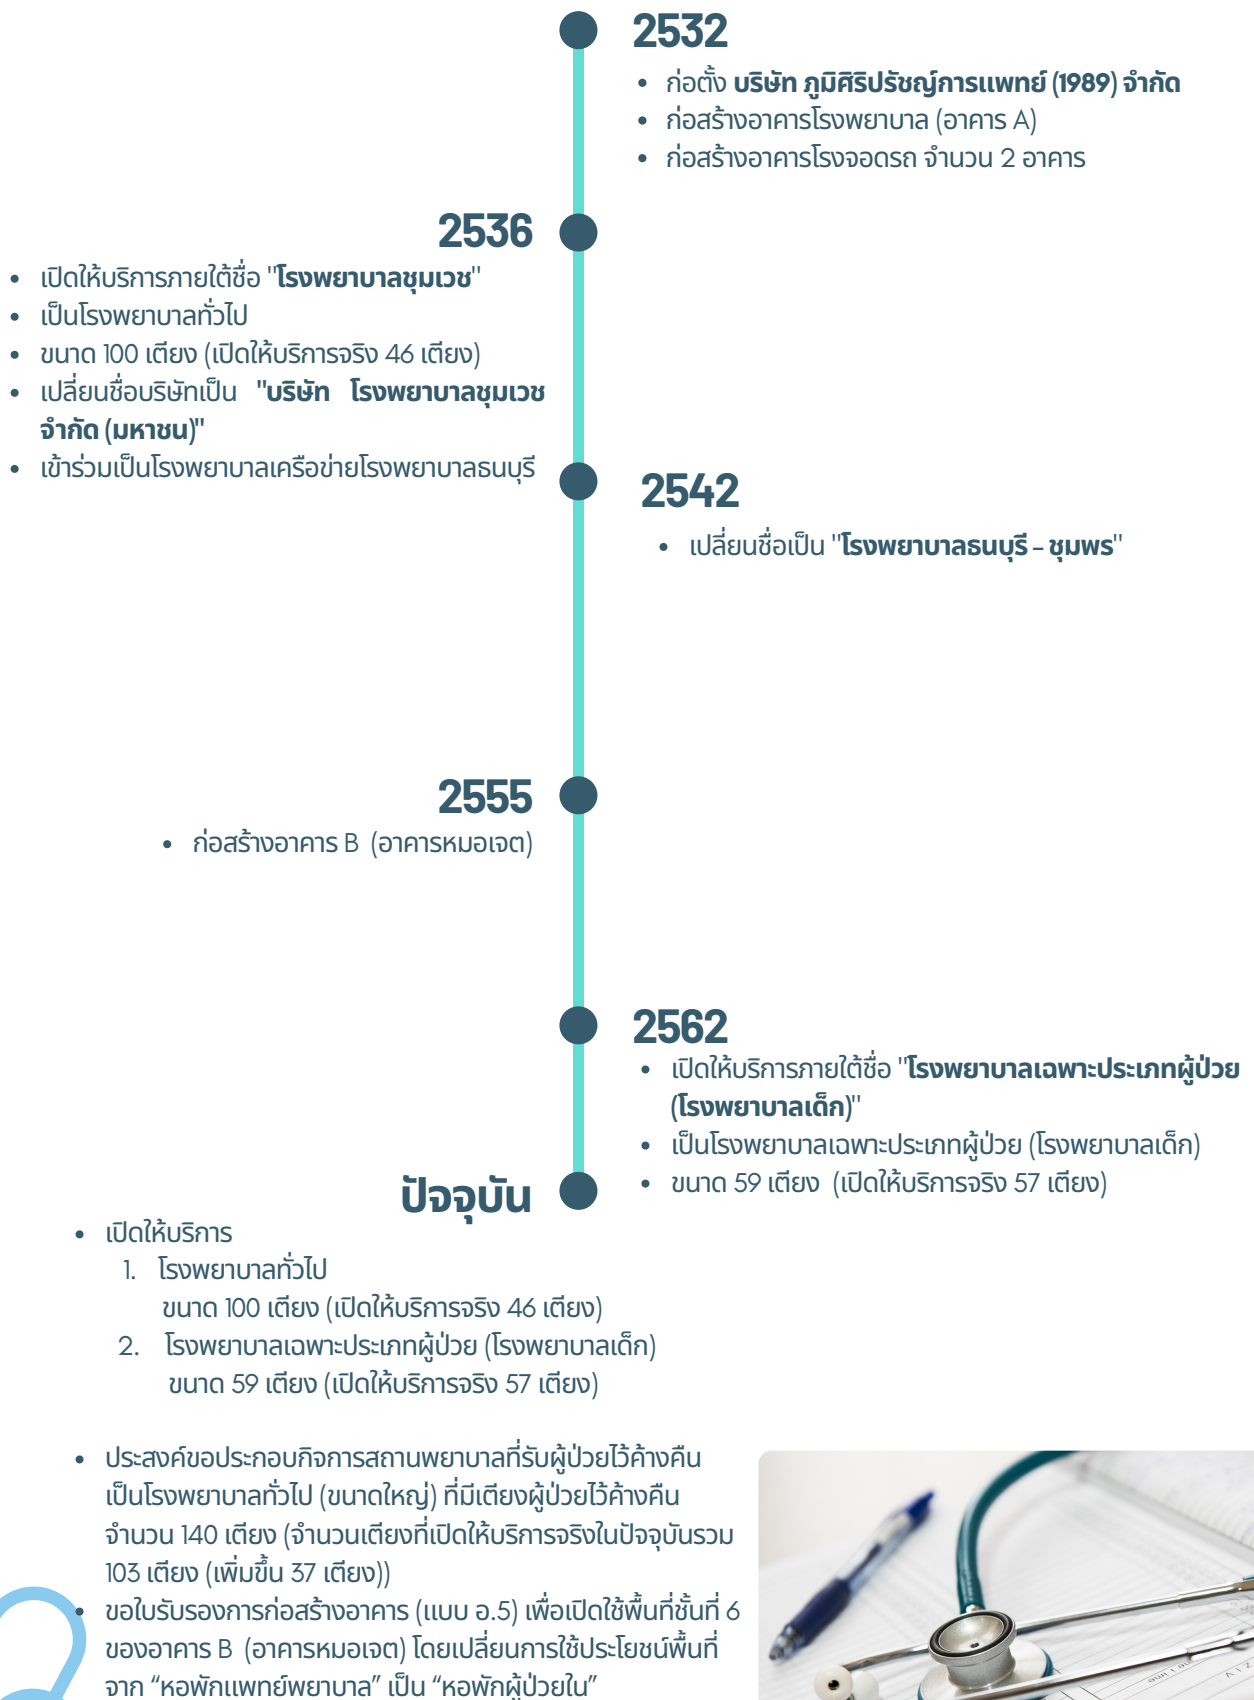 2532
• ก่อตั้ง บริษัท ภูมิศิริปรัชญ์การแพทย์ (1989) จำกัด
• ก่อสร้างอาคารโรงพยาบาล (อาคาร A)
• ก่อสร้างอาคารโรงจอดรถ จำนวน 2 อาคาร
2536
• เปิดให้บริการภายใต้ชื่อ "โรงพยาบาลชุมเวช"
• เป็นโรงพยาบาลทั่วไป
• ขนาด 100 เตียง (เปิดให้บริการจริง 46 เตียง)
• เปลี่ยนชื่อบริษัทเป็น "บริษัท โรงพยาบาลชุมเวช
จำกัด (มหาชน)"
• เข้าร่วมเป็นโรงพยาบาลเครือข่ายโรงพยาบาลธนบุรี
2542
• เปลี่ยนชื่อเป็น "โรงพยาบาลธนบุรี – ชุมพร"
2555
• ก่อสร้างอาคาร B (อาคารหมอเจต)
2562
• เปิดให้บริการภายใต้ชื่อ "โรงพยาบาลเฉพาะประเภทผู้ป่วย
(โรงพยาบาลเด็ก)"
• เป็นโรงพยาบาลเฉพาะประเภทผู้ป่วย (โรงพยาบาลเด็ก)
• ขนาด 59 เตียง (เปิดให้บริการจริง 57 เตียง)
ปัจจุบัน
• เปิดให้บริการ
1. โรงพยาบาลทั่วไป
ขนาด 100 เตียง (เปิดให้บริการจริง 46 เตียง)
2. โรงพยาบาลเฉพาะประเภทผู้ป่วย (โรงพยาบาลเด็ก)
ขนาด 59 เตียง (เปิดให้บริการจริง 57 เตียง)
• ประสงค์ขอประกอบกิจการสถานพยาบาลที่รับผู้ป่วยไว้ค้างคืน
เป็นโรงพยาบาลทั่วไป (ขนาดใหญ่) ที่มีเตียงผู้ป่วยไว้ค้างคืน
จำนวน 140 เตียง (จำนวนเตียงที่เปิดให้บริการจริงในปัจจุบันรวม
103 เตียง (เพิ่มขึ้น 37 เตียง))
• ขอใบรับรองการก่อสร้างอาคาร (แบบ อ.5) เพื่อเปิดใช้พื้นที่ชั้นที่ 6
ของอาคาร B (อาคารหมอเจต) โดยเปลี่ยนการใช้ประโยชน์พื้นที่
จาก “หอพักแพทย์พยาบาล” เป็น “หอพักผู้ป่วยใน”